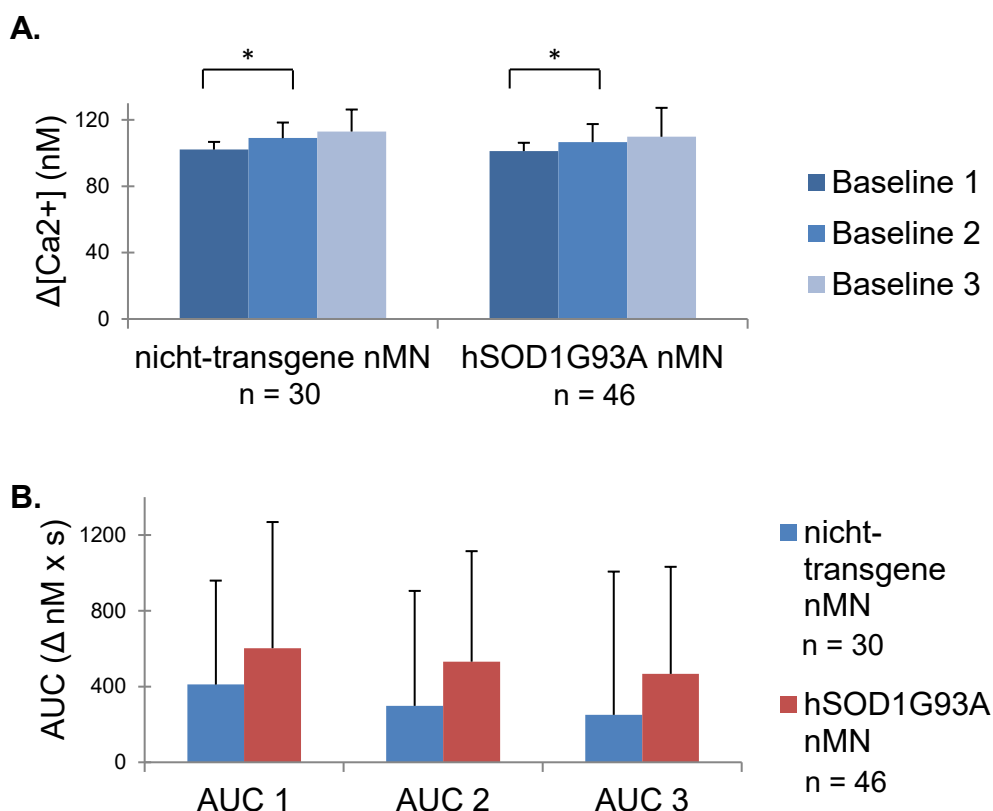 A.
*
*
Δ[Ca2+] (nM)
120
80
40
0
nicht-transgene nMN
n = 30
hSOD1G93A nMN
n = 46
Baseline 1
Baseline 2
Baseline 3
B.
AUC (Δ nM x s)
1200
800
400
0
AUC 1
AUC 2
AUC 3
nicht-
transgene
nMN
n = 30
hSOD1G93A
nMN
n = 46